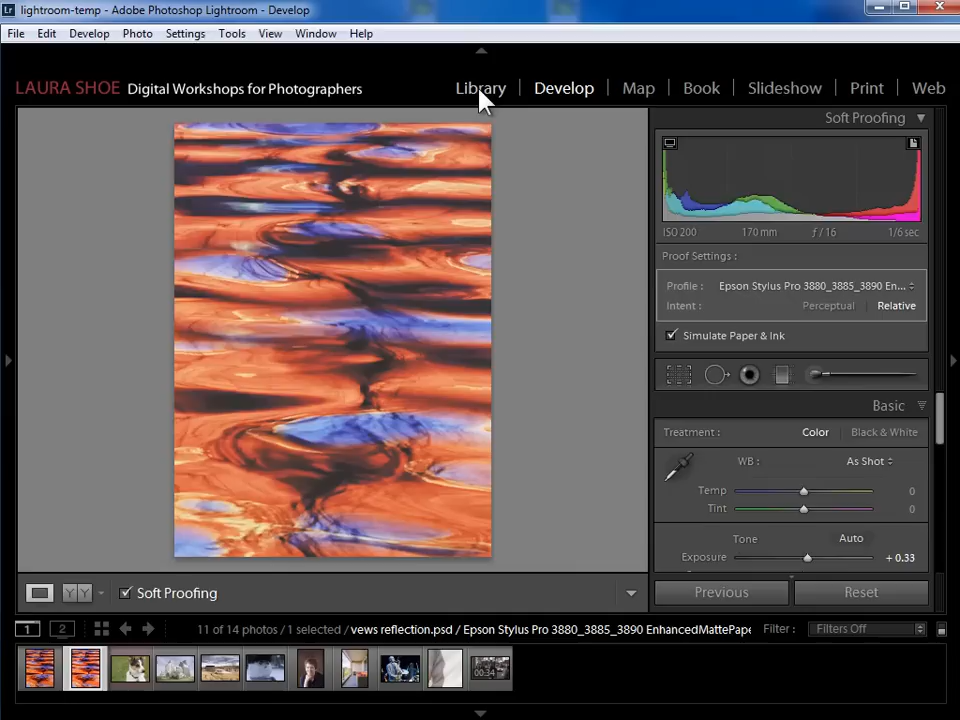 lightroom-temp - Adobe Photoshop Lightroom - Develop
File Edit Develop Photo Settings Tools View Window Help
LAURA SHOE Digital Workshops for Photographers
Library | Develop | Map | Book | Slideshow | Print | Web
Soft Proofing
ISO 200 170 mm ƒ / 16 1/6 sec
Proof Settings :
Profile : Epson Stylus Pro 3880_3885_3890 En...
Intent : Perceptual Relative
Simulate Paper & Ink
Basic
Treatment : Color Black & White
WB : As Shot
Temp 0
Tint 0
Tone Auto
Exposure + 0.33
YY Soft Proofing
Previous Reset
1 2 11 of 14 photos / 1 selected / vews reflection.psd / Epson Stylus Pro 3880_3885_3890 EnhancedMattePape Filter : Filters Off
00:34